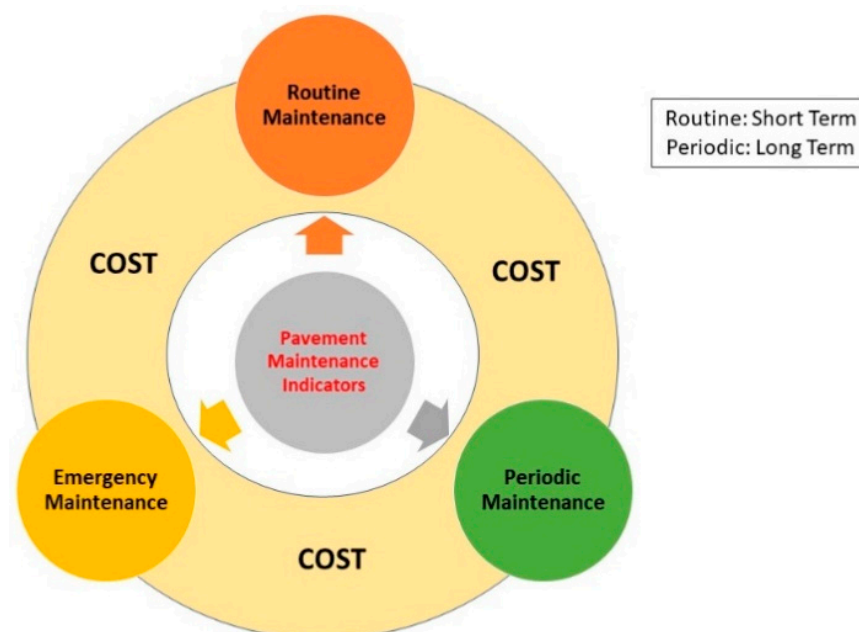 Routine
Maintenance
Routine: Short Term
Periodic: Long Term
COST
COST
Pavement
Maintenance
Indicators
Emergency
Maintenance
Periodic
Maintenance
COST